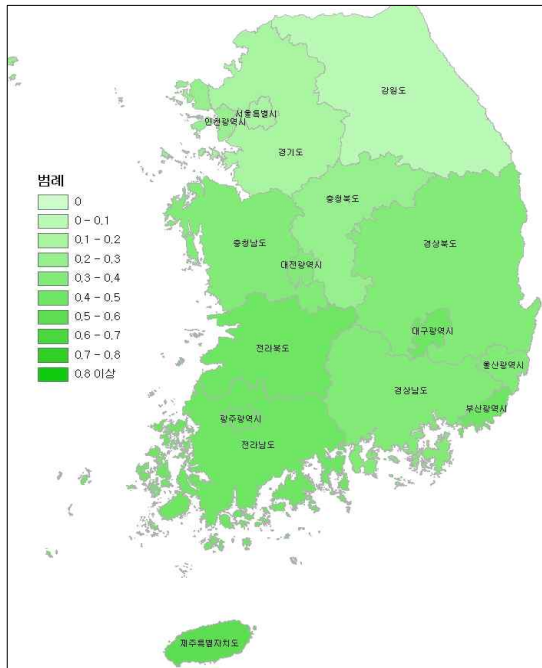 강원도
서울특별시
인천광역시
경기도
범례
0
0 - 0.1
0.1 - 0.2
0.2 - 0.3
0.3 - 0.4
0.4 - 0.5
0.5 - 0.6
0.6 - 0.7
0.7 - 0.8
0.8 이상
충청북도
충청남도
경상북도
대전광역시
대구광역시
전라북도
울산광역시
경상남도
부산광역시
광주광역시
전라남도
제주특별자치도